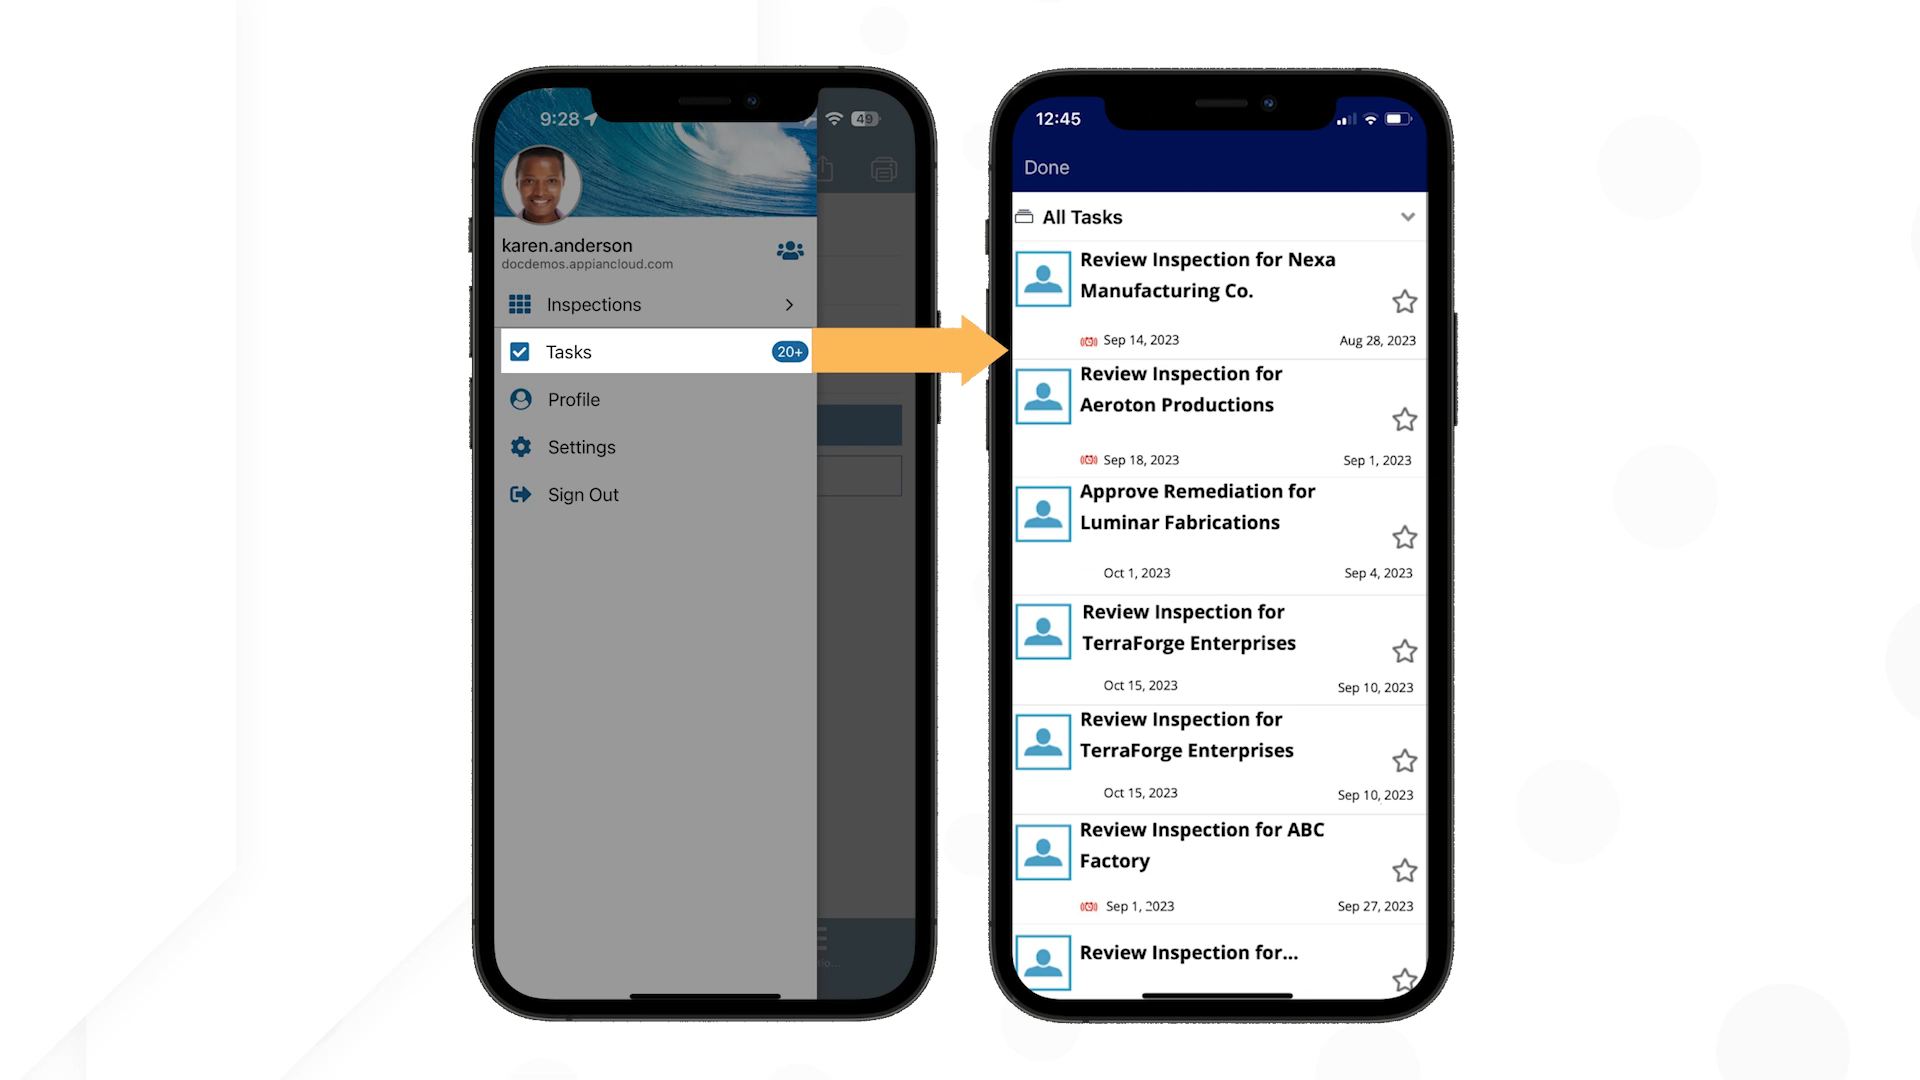 9:28
49
karen.anderson
docdemos.appiancloud.com
Inspections
Tasks
20+
Profile
Settings
Sign Out
12:45
Done
All Tasks
Review Inspection for Nexa
Manufacturing Co.
Sep 14, 2023
Aug 28, 2023
Review Inspection for
Aeroton Productions
Sep 18, 2023
Sep 1, 2023
Approve Remediation for
Luminar Fabrications
Oct 1, 2023
Sep 4, 2023
Review Inspection for
TerraForge Enterprises
Oct 15, 2023
Sep 10, 2023
Review Inspection for
TerraForge Enterprises
Oct 15, 2023
Sep 10, 2023
Review Inspection for ABC
Factory
Sep 1, 2023
Sep 27, 2023
Review Inspection for...